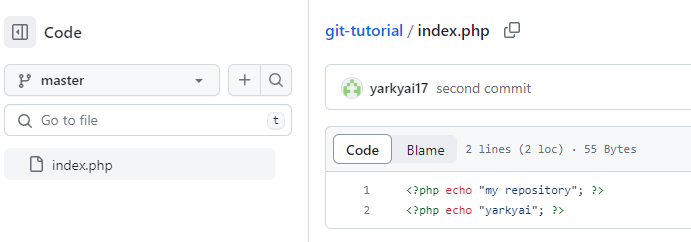 Code
master
Go to file
t
index.php
git-tutorial / index.php
yarkyai17 second commit
Code Blame 2 lines (2 loc) · 55 Bytes
1 <?php echo "my repository"; ?>
2 <?php echo "yarkyai"; ?>